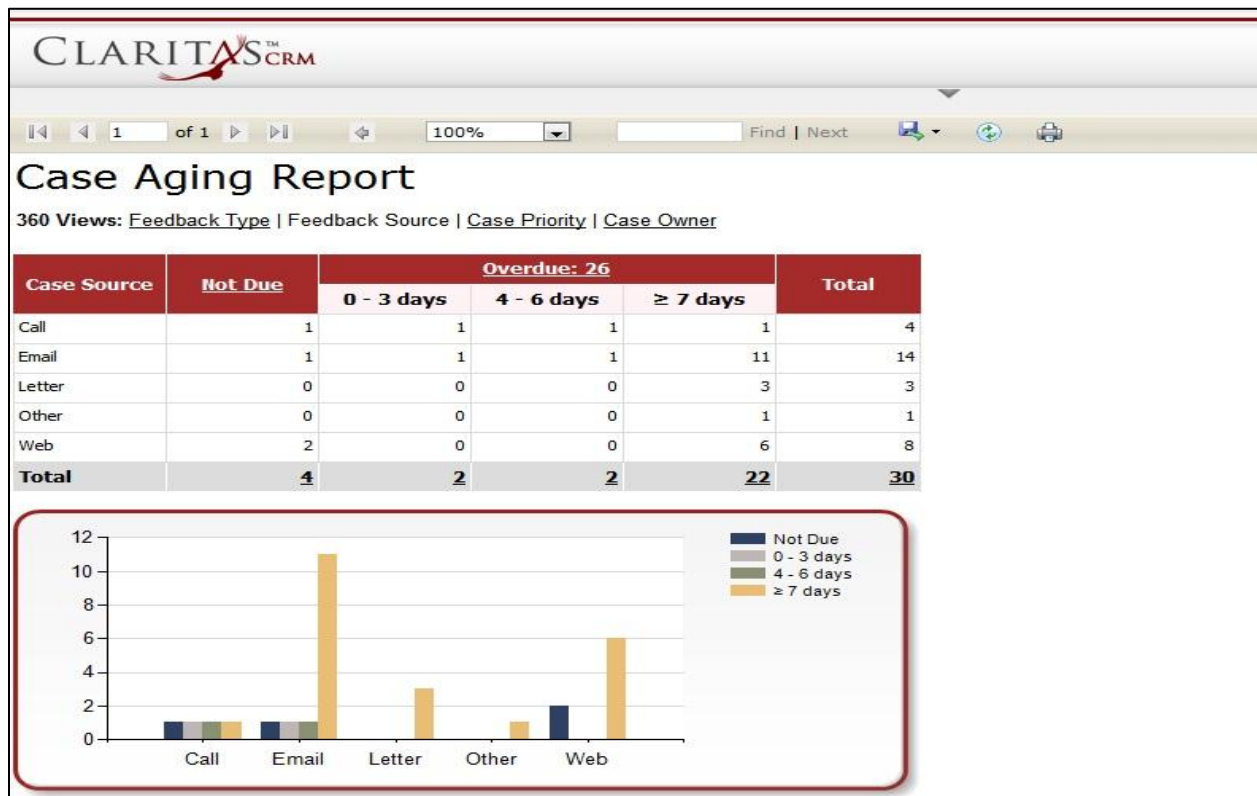 CLARITAS™ CRM
1 of 1 100% Find | Next
Case Aging Report
360 Views: Feedback Type | Feedback Source | Case Priority | Case Owner
Case Source Not Due Overdue: 26 Total
0 - 3 days 4 - 6 days ≥ 7 days
Call 1 1 1 1 4
Email 1 1 1 11 14
Letter 0 0 0 3 3
Other 0 0 0 1 1
Web 2 0 0 6 8
Total 4 2 2 22 30
12
10
8
6
4
2
0
Call Email Letter Other Web
Not Due
0 - 3 days
4 - 6 days
≥ 7 days